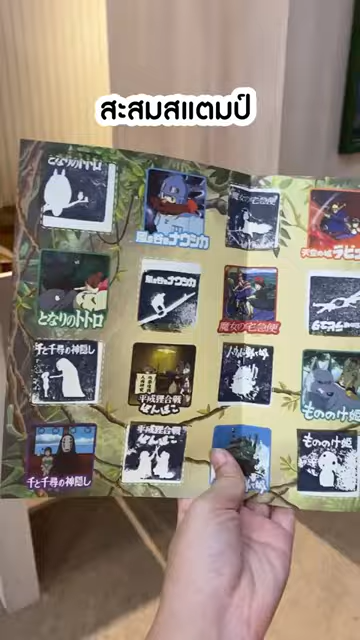 สะสมสแตมป์
となりのトトロ
風の谷のナウシカ
魔女の宅急便
天空の城ラピュ
となりのトトロ
風の谷のナウシカ
魔女の宅急便
千と千尋の神隠し
平成狸合戦
ぽんぽこ
もののけ姫
千と千尋の神隠し
平成狸合戦
ぽんぽこ
もののけ姫